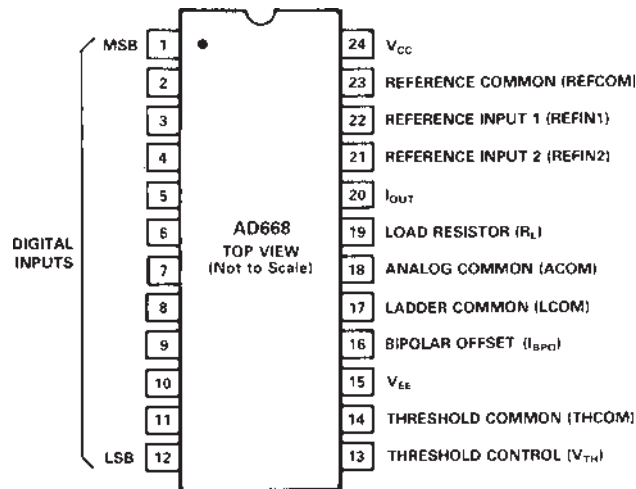 MSB 1
2
3
4
5
6
7
8
9
10
11
LSB 12
DIGITAL
INPUTS
AD668
TOP VIEW
(Not to Scale)
24 VCC
23 REFERENCE COMMON (REFCOM)
22 REFERENCE INPUT 1 (REFIN1)
21 REFERENCE INPUT 2 (REFIN2)
20 IOUT
19 LOAD RESISTOR (RL)
18 ANALOG COMMON (ACOM)
17 LADDER COMMON (LCOM)
16 BIPOLAR OFFSET (IBPO)
15 VEE
14 THRESHOLD COMMON (THCOM)
13 THRESHOLD CONTROL (VTH)